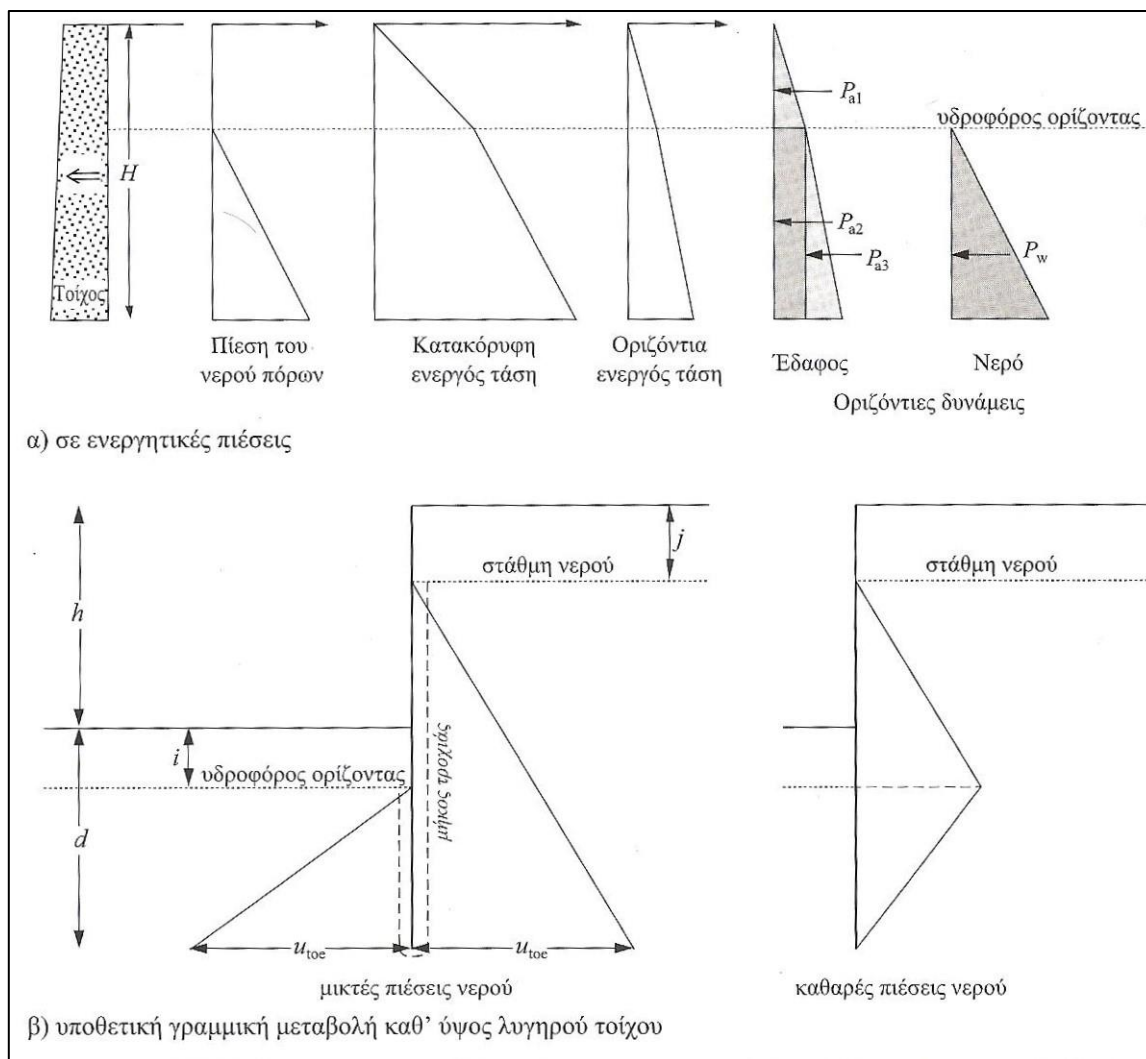 H
P_a1
υδροφόρος ορίζοντας
P_a2
P_a3
P_w
Τοίχος
Πίεση του
νερού πόρων
Κατακόρυφη
ενεργός τάση
Οριζόντια
ενεργός τάση
Έδαφος
Νερό
Οριζόντιες δυνάμεις
α) σε ενεργητικές πιέσεις
j
στάθμη νερού
στάθμη νερού
h
i
υδροφόρος ορίζοντας
μήκος τροχιάς
d
u_toe
u_toe
μικτές πιέσεις νερού
καθαρές πιέσεις νερού
β) υποθετική γραμμική μεταβολή καθ’ ύψος λυγηρού τοίχου